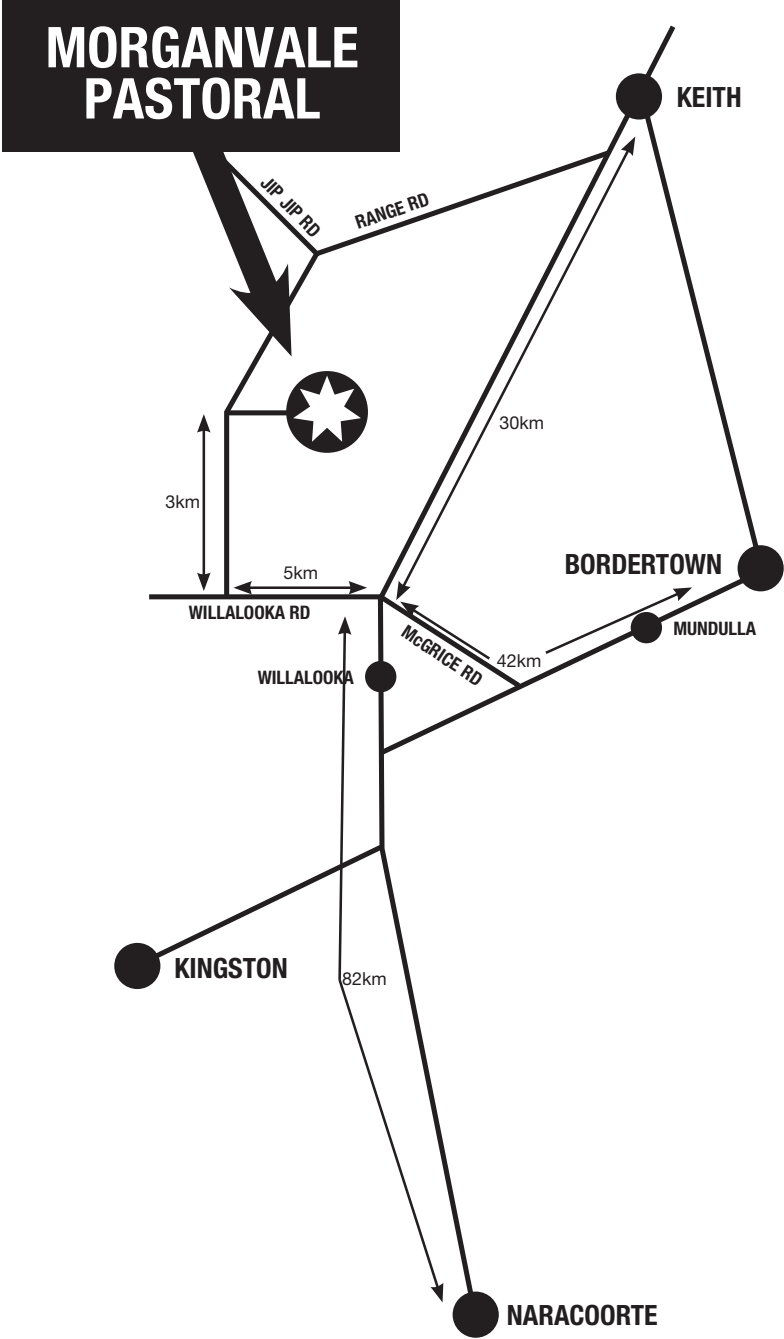 MORGANVALE
PASTORAL
KEITH
JIP JIP RD
RANGE RD
30km
3km
BORDERTOWN
5km
WILLALOOKA RD
McGRICE RD
MUNDULLA
42km
WILLALOOKA
KINGSTON
82km
NARACOORTE